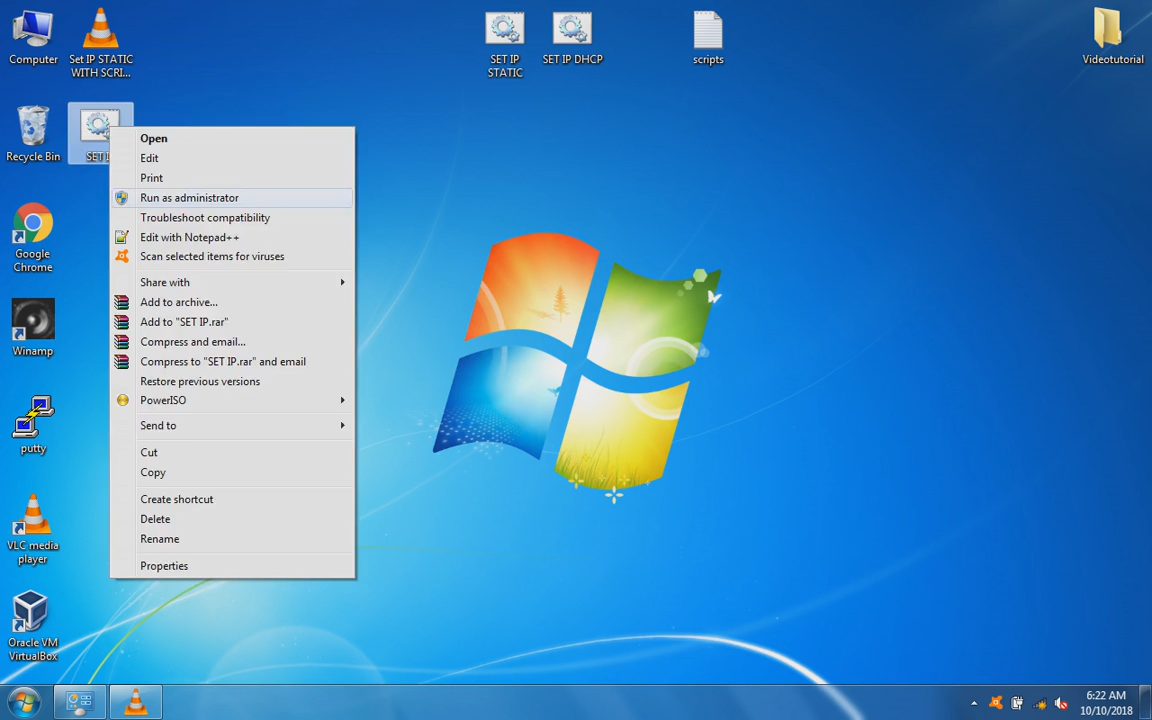 Computer
Set IP STATIC
WITH SCRI...
SET IP
STATIC
SET IP DHCP
scripts
Videotutorial
Recycle Bin
SET I
Open
Edit
Print
Run as administrator
Troubleshoot compatibility
Edit with Notepad++
Scan selected items for viruses
Share with
Add to archive...
Add to "SET IP.rar"
Compress and email...
Compress to "SET IP.rar" and email
Restore previous versions
PowerISO
Send to
Cut
Copy
Create shortcut
Delete
Rename
Properties
Google
Chrome
Winamp
putty
VLC media
player
Oracle VM
VirtualBox
6:22 AM
10/10/2018